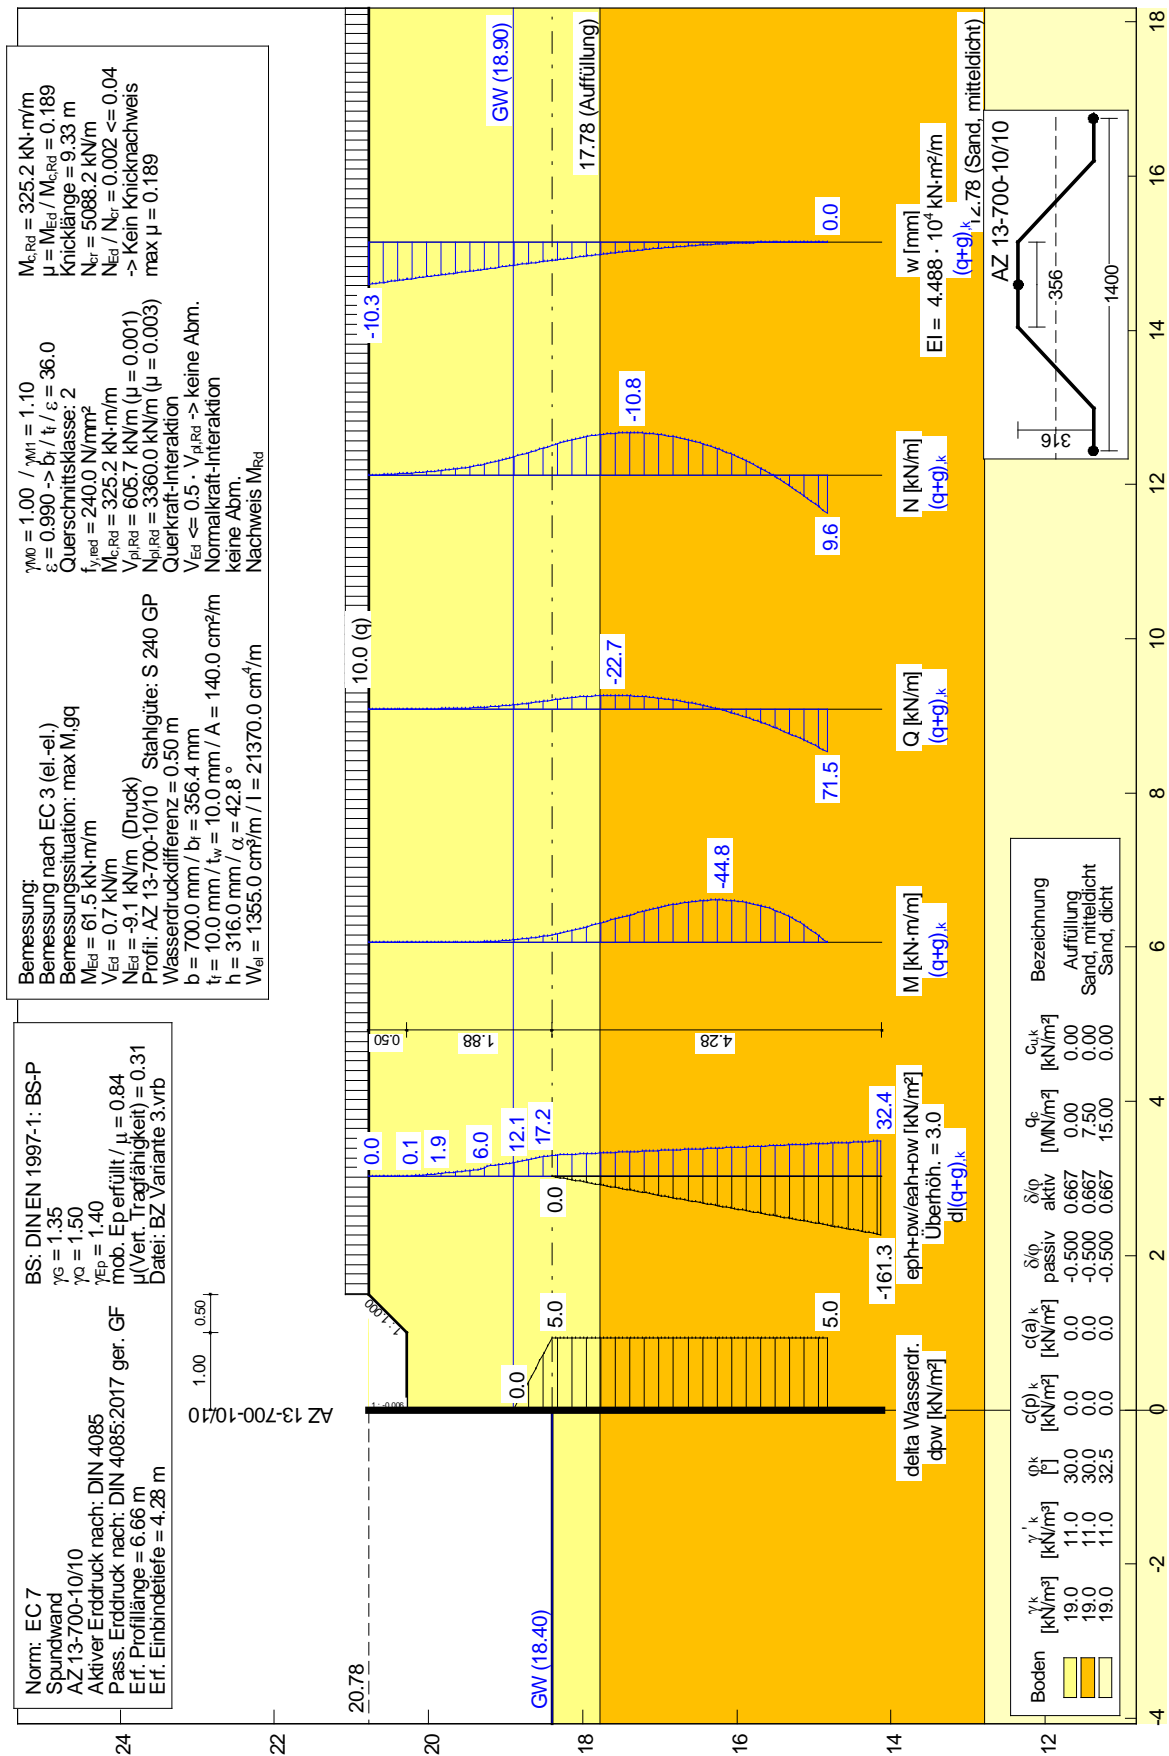 Norm: EC 7
Spundwand
AZ 13-700-10/10
Aktiver Erddruck nach: DIN 4085
Pass. Erddruck nach: DIN 4085:2017 ger. GF
Erf. Profillänge = 6.66 m
Erf. Einbindetiefe = 4.28 m
BS: DIN EN 1997-1: BS-P
γG = 1.35
γQ = 1.50
γEp = 1.40
mob. Ep erfüllt / μ = 0.84
μ(Vert. Tragfähigkeit) = 0.31
Datei: BZ Variante 3.vrb
Bemessung:
Bemessung nach EC 3 (el.-el.)
Bemessungssituation: max M,gq
MEd = 61.5 kN·m/m
VEd = 0.7 kN/m
NEd = -9.1 kN/m (Druck)
Profil: AZ 13-700-10/10 Stahlgüte: S 240 GP
Wasserdruckdifferenz = 0.50 m
b = 700.0 mm / bf = 356.4 mm
tf = 10.0 mm / tw = 10.0 mm / A = 140.0 cm²/m
h = 316.0 mm / α = 42.8 °
Wel = 1355.0 cm³/m / I = 21370.0 cm⁴/m
γM0 = 1.00 / γM1 = 1.10
ε = 0.990 -> bf / tf / ε = 36.0
Querschnittsklasse: 2
fy,red = 240.0 N/mm²
Mc,Rd = 325.2 kN·m/m
Vpl,Rd = 605.7 kN/m (μ = 0.001)
Npl,Rd = 3360.0 kN/m (μ = 0.003)
Querkraft-Interaktion
VEd <= 0.5 · Vpl,Rd -> keine Abm.
Normalkraft-Interaktion
keine Abm.
Nachweis MRd
Mc,Rd = 325.2 kN·m/m
μ = MEd / Mc,Rd = 0.189
Knicklänge = 9.33 m
Ncr = 5088.2 kN/m
NEd / Ncr = 0.002 <= 0.04
-> Kein Knicknachweis
max μ = 0.189
1.00
0.50
AZ 13-700-10/10
20.78
1 : -0.006
1 : 1.000
10.0 (q)
GW (18.40)
GW (18.90)
17.78 (Auffüllung)
12.78 (Sand, mitteldicht)
0.0
5.0
5.0
delta Wasserdr.
dpw [kN/m²]
0.0
0.1
1.9
6.0
12.1
17.2
0.0
-161.3
32.4
eph+pw/eah+pw [kN/m²]
Überhöh. = 3.0
d|(q+g),k
0.50
1.88
4.28
-44.8
M [kN·m/m]
(q+g),k
-22.7
71.5
Q [kN/m]
(q+g),k
-10.8
9.6
N [kN/m]
(q+g),k
-10.3
0.0
w [mm]
EI = 4.488 · 10⁴ kN·m²/m
(q+g),k
AZ 13-700-10/10
316
356
1400
Boden γk γ'k φk c(p),k c(a),k δ/φ δ/φ qc cu,k Bezeichnung
[kN/m³] [kN/m³] [°] [kN/m²] [kN/m²] passiv aktiv [MN/m²] [kN/m²]
19.0 11.0 30.0 0.0 0.0 -0.500 0.667 0.00 0.00 Auffüllung
19.0 11.0 30.0 0.0 0.0 -0.500 0.667 7.50 0.00 Sand, mitteldicht
19.0 11.0 32.5 0.0 0.0 -0.500 0.667 15.00 0.00 Sand, dicht
24
22
20
18
16
14
12
-4
-2
0
2
4
6
8
10
12
14
16
18